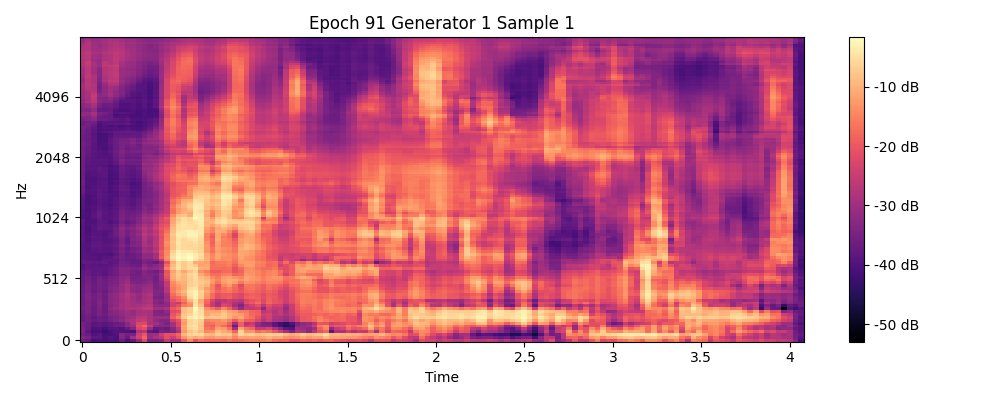 Epoch 91 Generator 1 Sample 1
Hz
4096
2048
1024
512
0
0 0.5 1 1.5 2 2.5 3 3.5 4
Time
-10 dB
-20 dB
-30 dB
-40 dB
-50 dB